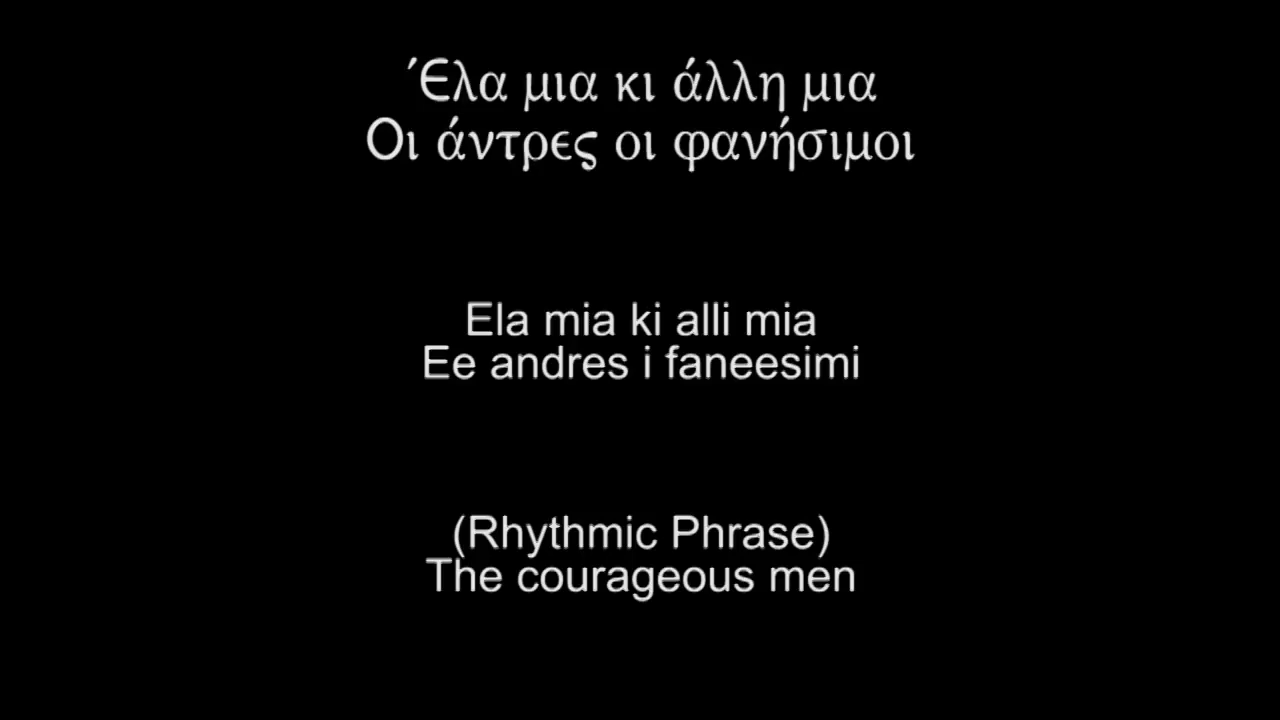 Έλα μια κι άλλη μια
Οι άντρες οι φανήσιμοι
Ela mia ki alli mia
Ee andres i faneesimi
(Rhythmic Phrase)
The courageous men